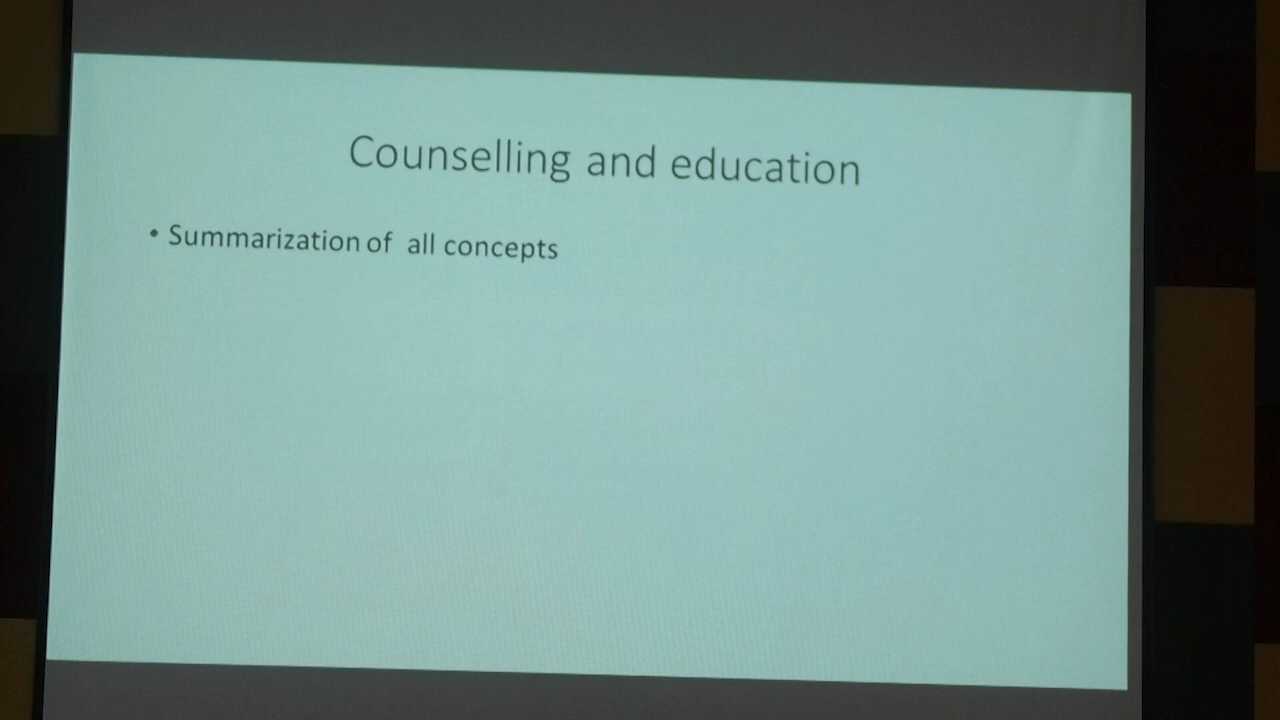 Counselling and education
• Summarization of all concepts